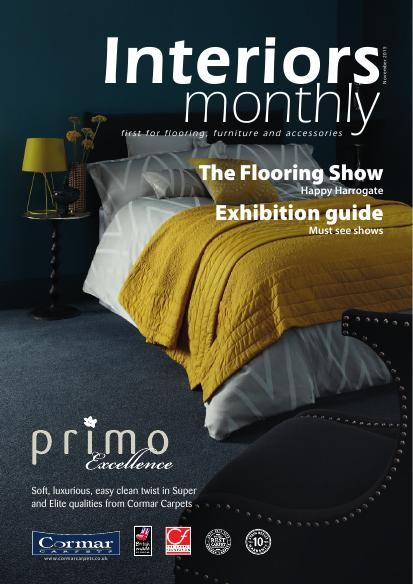 Interiors
monthly
November 2013
first for flooring, furniture and accessories
The Flooring Show
Happy Harrogate
Exhibition guide
Must see shows
primo
Excellence
Soft, luxurious, easy clean twist in Super
and Elite qualities from Cormar Carpets
Cormar
CARPETS
www.cormarcarpets.co.uk